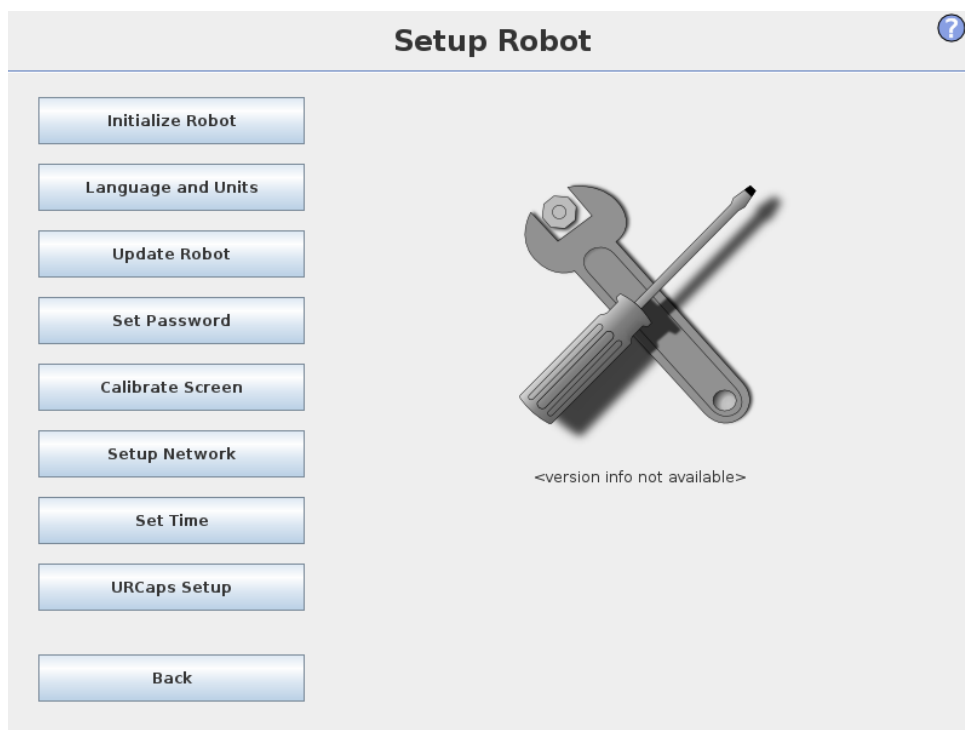 Setup Robot
?
Initialize Robot
Language and Units
Update Robot
Set Password
Calibrate Screen
Setup Network
<version info not available>
Set Time
URCaps Setup
Back